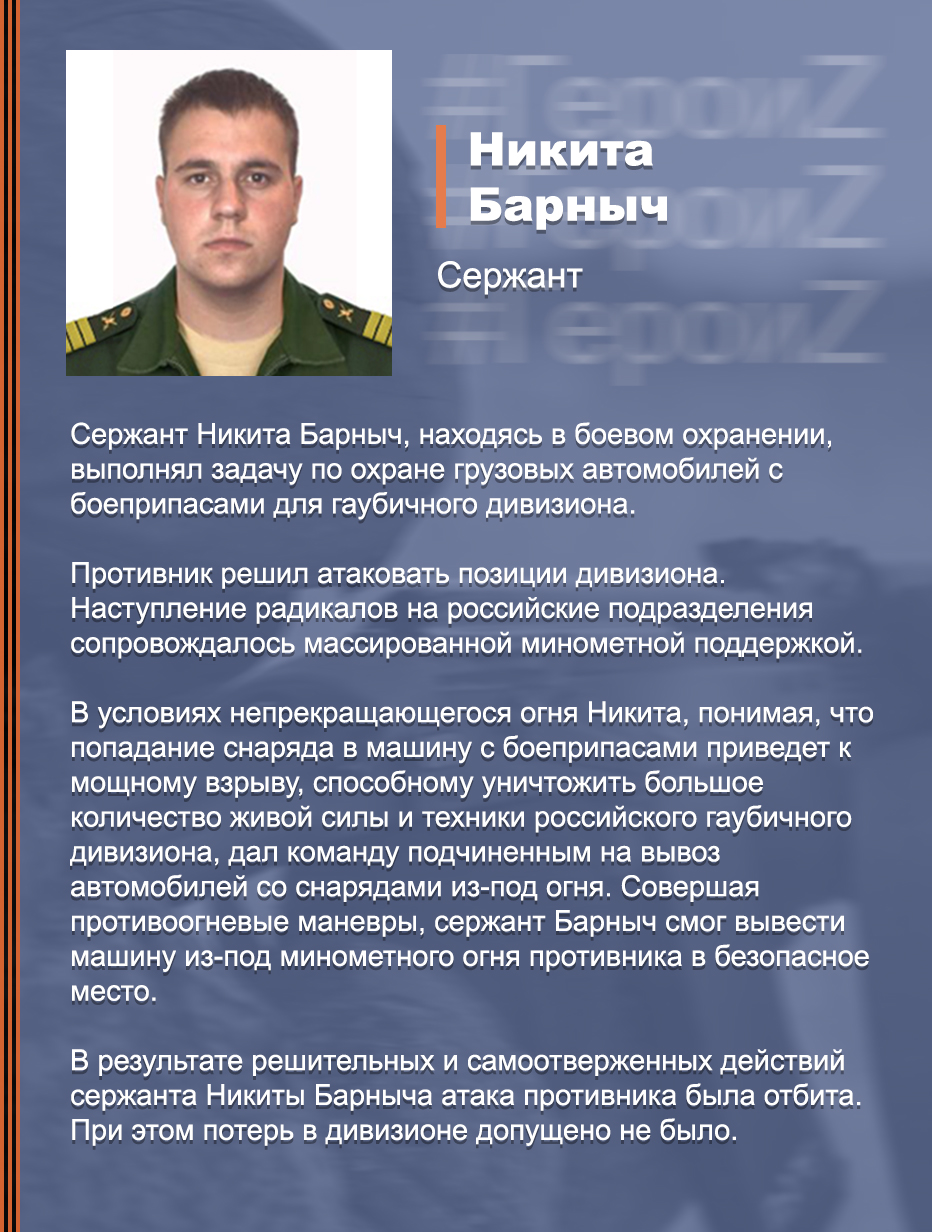 #ГероиZ
Никита
Барныч
#ГероиZ
Сержант
#ГероиZ
Сержант Никита Барныч, находясь в боевом охранении,
выполнял задачу по охране грузовых автомобилей с
боеприпасами для гаубичного дивизиона.
Противник решил атаковать позиции дивизиона.
Наступление радикалов на российские подразделения
сопровождалось массированной минометной поддержкой.
В условиях непрекращающегося огня Никита, понимая, что
попадание снаряда в машину с боеприпасами приведет к
мощному взрыву, способному уничтожить большое
количество живой силы и техники российского гаубичного
дивизиона, дал команду подчиненным на вывоз
автомобилей со снарядами из-под огня. Совершая
противоогневые маневры, сержант Барныч смог вывести
машину из-под минометного огня противника в безопасное
место.
В результате решительных и самоотверженных действий
сержанта Никиты Барныча атака противника была отбита.
При этом потерь в дивизионе допущено не было.